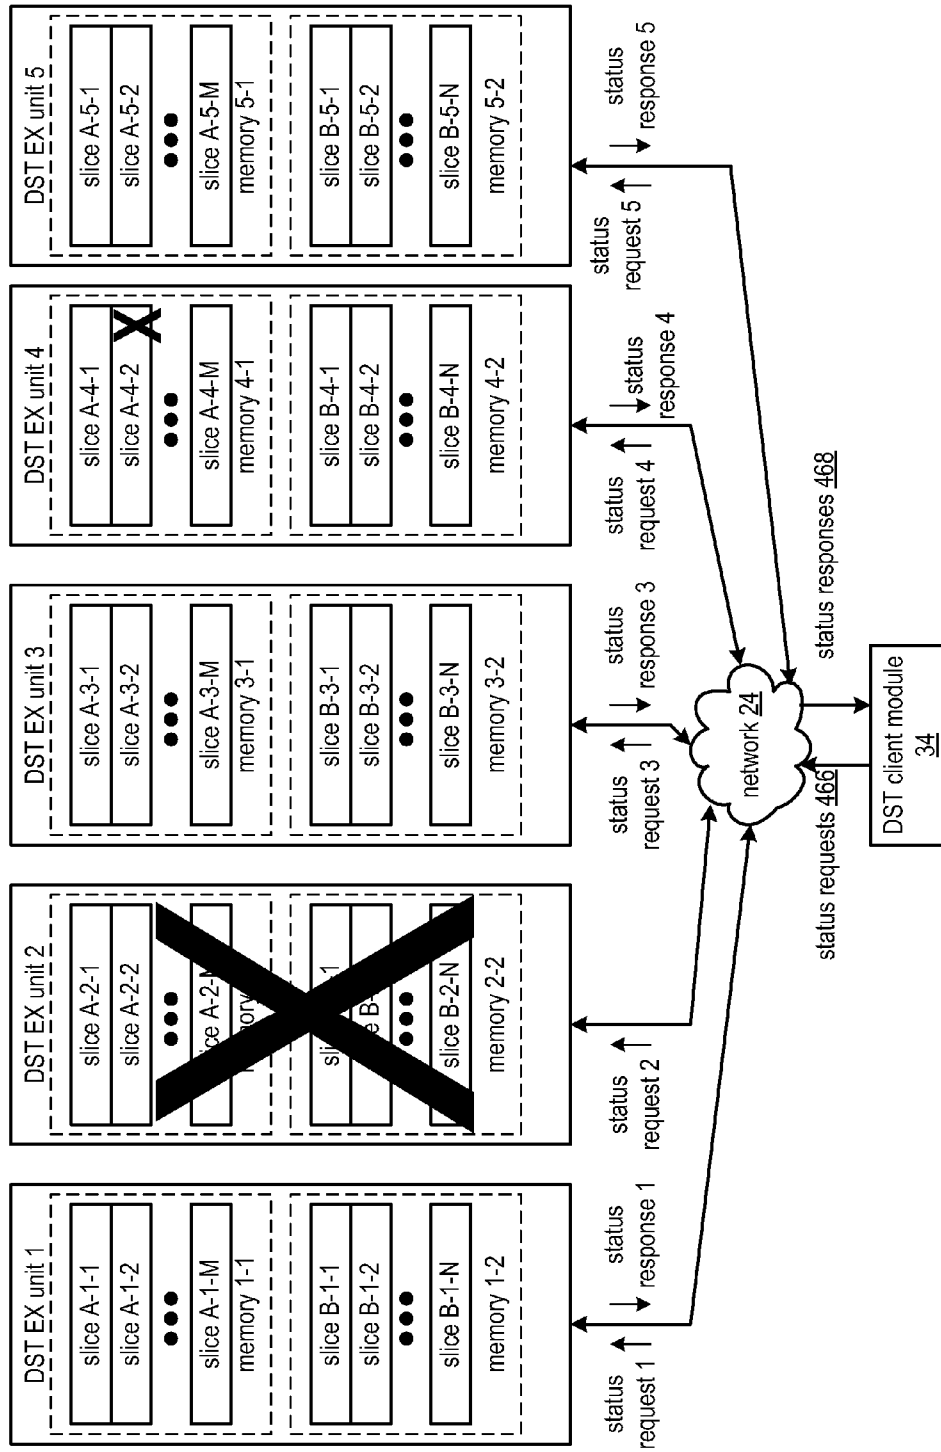 DST EX unit 1
slice A-1-1
slice A-1-2
slice A-1-M
memory 1-1
slice B-1-1
slice B-1-2
slice B-1-N
memory 1-2
DST EX unit 2
slice A-2-1
slice A-2-2
slice B-2-N
memory 2-2
DST EX unit 3
slice A-3-1
slice A-3-2
slice A-3-M
memory 3-1
slice B-3-1
slice B-3-2
slice B-3-N
memory 3-2
DST EX unit 4
slice A-4-1
slice A-4-2
X
slice A-4-M
memory 4-1
slice B-4-1
slice B-4-2
slice B-4-N
memory 4-2
DST EX unit 5
slice A-5-1
slice A-5-2
slice A-5-M
memory 5-1
slice B-5-1
slice B-5-2
slice B-5-N
memory 5-2
status
request 1
status
response 1
status
request 2
status
request 3
status
response 3
status
request 4
status
response 4
status
request 5
status
response 5
network 24
status requests 466
status responses 468
DST client module
34